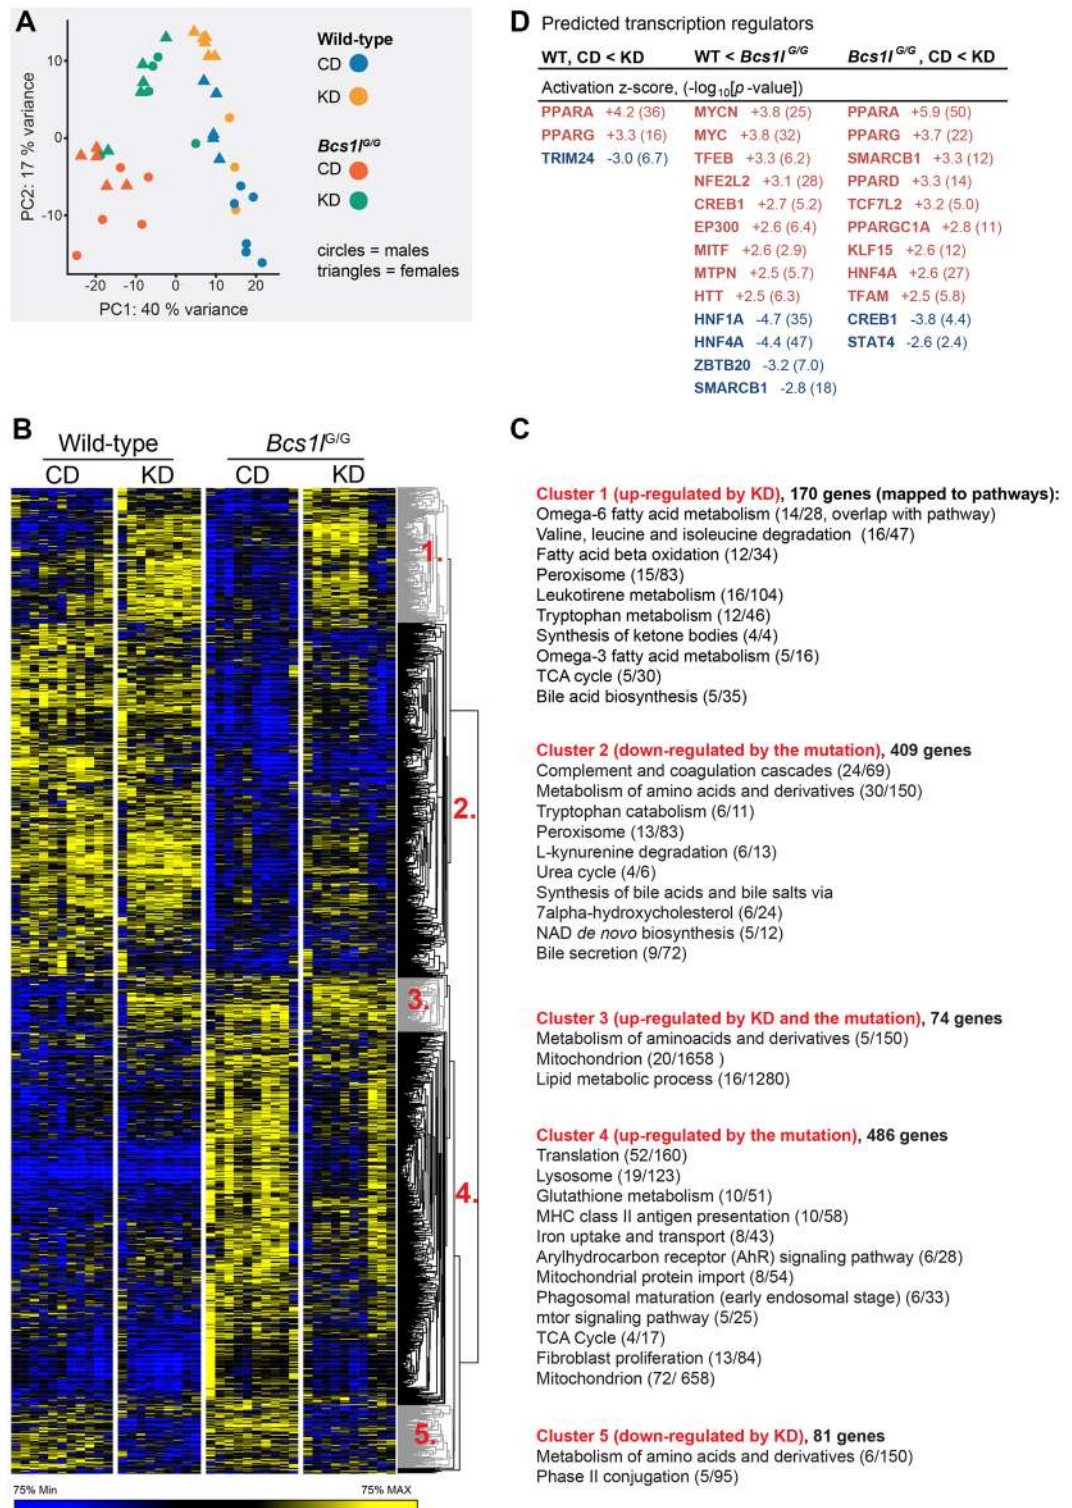 A
10
0
-10
PC2: 17 % variance
-20
-10
0
10
20
PC1: 40 % variance
Wild-type
CD
KD
Bcs1l^G/G
CD
KD
circles = males
triangles = females
D Predicted transcription regulators
WT, CD < KD WT < Bcs1l^G/G Bcs1l^G/G , CD < KD
Activation z-score, (-log10[p -value])
PPARA +4.2 (36) MYCN +3.8 (25) PPARA +5.9 (50)
PPARG +3.3 (16) MYC +3.8 (32) PPARG +3.7 (22)
TRIM24 -3.0 (6.7) TFEB +3.3 (6.2) SMARCB1 +3.3 (12)
NFE2L2 +3.1 (28) PPARD +3.3 (14)
CREB1 +2.7 (5.2) TCF7L2 +3.2 (5.0)
EP300 +2.6 (6.4) PPARGC1A +2.8 (11)
MITF +2.6 (2.9) KLF15 +2.6 (12)
MTPN +2.5 (5.7) HNF4A +2.6 (27)
HTT +2.5 (6.3) TFAM +2.5 (5.8)
HNF1A -4.7 (35) CREB1 -3.8 (4.4)
HNF4A -4.4 (47) STAT4 -2.6 (2.4)
ZBTB20 -3.2 (7.0)
SMARCB1 -2.8 (18)
B
Wild-type Bcs1l^G/G
CD KD CD KD
1.
2.
3.
4.
5.
75% Min 75% MAX
C
Cluster 1 (up-regulated by KD), 170 genes (mapped to pathways):
Omega-6 fatty acid metabolism (14/28, overlap with pathway)
Valine, leucine and isoleucine degradation (16/47)
Fatty acid beta oxidation (12/34)
Peroxisome (15/83)
Leukotirene metabolism (16/104)
Tryptophan metabolism (12/46)
Synthesis of ketone bodies (4/4)
Omega-3 fatty acid metabolism (5/16)
TCA cycle (5/30)
Bile acid biosynthesis (5/35)
Cluster 2 (down-regulated by the mutation), 409 genes
Complement and coagulation cascades (24/69)
Metabolism of amino acids and derivatives (30/150)
Tryptophan catabolism (6/11)
Peroxisome (13/83)
L-kynurenine degradation (6/13)
Urea cycle (4/6)
Synthesis of bile acids and bile salts via
7alpha-hydroxycholesterol (6/24)
NAD de novo biosynthesis (5/12)
Bile secretion (9/72)
Cluster 3 (up-regulated by KD and the mutation), 74 genes
Metabolism of aminoacids and derivatives (5/150)
Mitochondrion (20/1658 )
Lipid metabolic process (16/1280)
Cluster 4 (up-regulated by the mutation), 486 genes
Translation (52/160)
Lysosome (19/123)
Glutathione metabolism (10/51)
MHC class II antigen presentation (10/58)
Iron uptake and transport (8/43)
Arylhydrocarbon receptor (AhR) signaling pathway (6/28)
Mitochondrial protein import (8/54)
Phagosomal maturation (early endosomal stage) (6/33)
mtor signaling pathway (5/25)
TCA Cycle (4/17)
Fibroblast proliferation (13/84)
Mitochondrion (72/ 658)
Cluster 5 (down-regulated by KD), 81 genes
Metabolism of amino acids and derivatives (6/150)
Phase II conjugation (5/95)